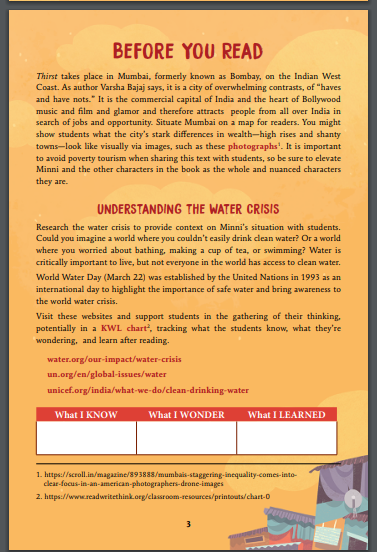 BEFORE YOU READ
Thirst takes place in Mumbai, formerly known as Bombay, on the Indian West
Coast. As author Varsha Bajaj says, it is a city of overwhelming contrasts, of “haves
and have nots.” It is the commercial capital of India and the heart of Bollywood
music and film and glamor and therefore attracts people from all over India in
search of jobs and opportunity. Situate Mumbai on a map for readers. You might
show students what the city’s stark differences in wealth—high rises and shanty
towns—look like visually via images, such as these photographs¹. It is important
to avoid poverty tourism when sharing this text with students, so be sure to elevate
Minni and the other characters in the book as the whole and nuanced characters
they are.
UNDERSTANDING THE WATER CRISIS
Research the water crisis to provide context on Minni’s situation with students.
Could you imagine a world where you couldn’t easily drink clean water? Or a world
where you worried about bathing, making a cup of tea, or swimming? Water is
critically important to live, but not everyone in the world has access to clean water.
World Water Day (March 22) was established by the United Nations in 1993 as an
international day to highlight the importance of safe water and bring awareness to
the world water crisis.
Visit these websites and support students in the gathering of their thinking,
potentially in a KWL chart², tracking what the students know, what they’re
wondering, and learn after reading.
water.org/our-impact/water-crisis
un.org/en/global-issues/water
unicef.org/india/what-we-do/clean-drinking-water
What I KNOW What I WONDER What I LEARNED
1. https://scroll.in/magazine/893888/mumbais-staggering-inequality-comes-into-
clear-focus-in-an-american-photographers-drone-images
2. https://www.readwritethink.org/classroom-resources/printouts/chart-0
3